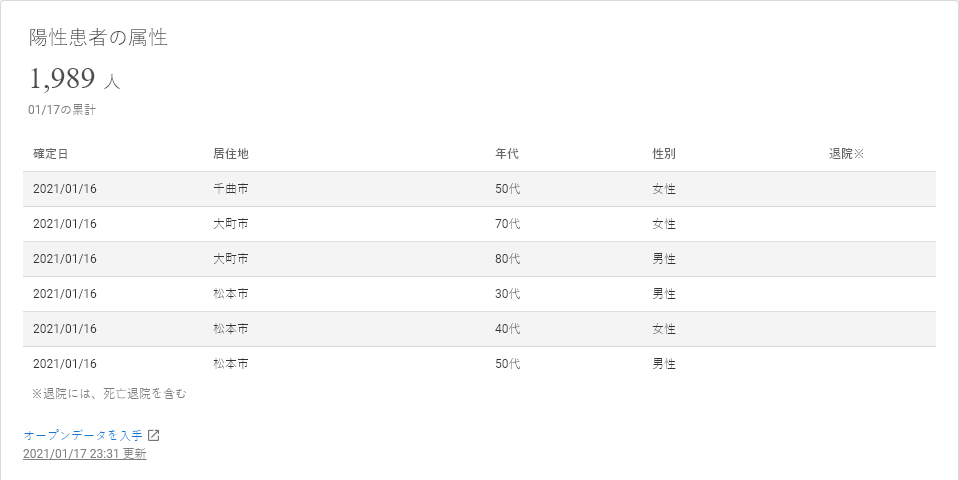 陽性患者の属性
1,989 人
01/17の累計
確定日 居住地 年代 性別 退院※
2021/01/16 千曲市 50代 女性
2021/01/16 大町市 70代 女性
2021/01/16 大町市 80代 男性
2021/01/16 松本市 30代 男性
2021/01/16 松本市 40代 女性
2021/01/16 松本市 50代 男性
※退院には、死亡退院を含む
オープンデータを入手
2021/01/17 23:31 更新